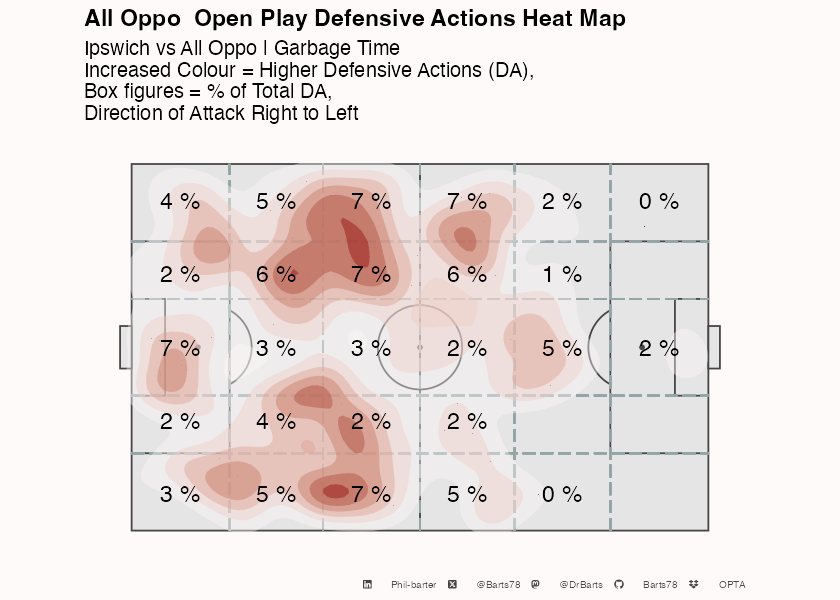 All Oppo  Open Play Defensive Actions Heat Map
Ipswich vs All Oppo | Garbage Time
Increased Colour = Higher Defensive Actions (DA),
Box figures = % of Total DA,
Direction of Attack Right to Left
4 % 5 % 7 % 7 % 2 % 0 %
2 % 6 % 7 % 6 % 1 %
7 % 3 % 3 % 2 % 5 % 2 %
2 % 4 % 2 % 2 %
3 % 5 % 7 % 5 % 0 %
Phil-barter @Barts78 @DrBarts Barts78 OPTA